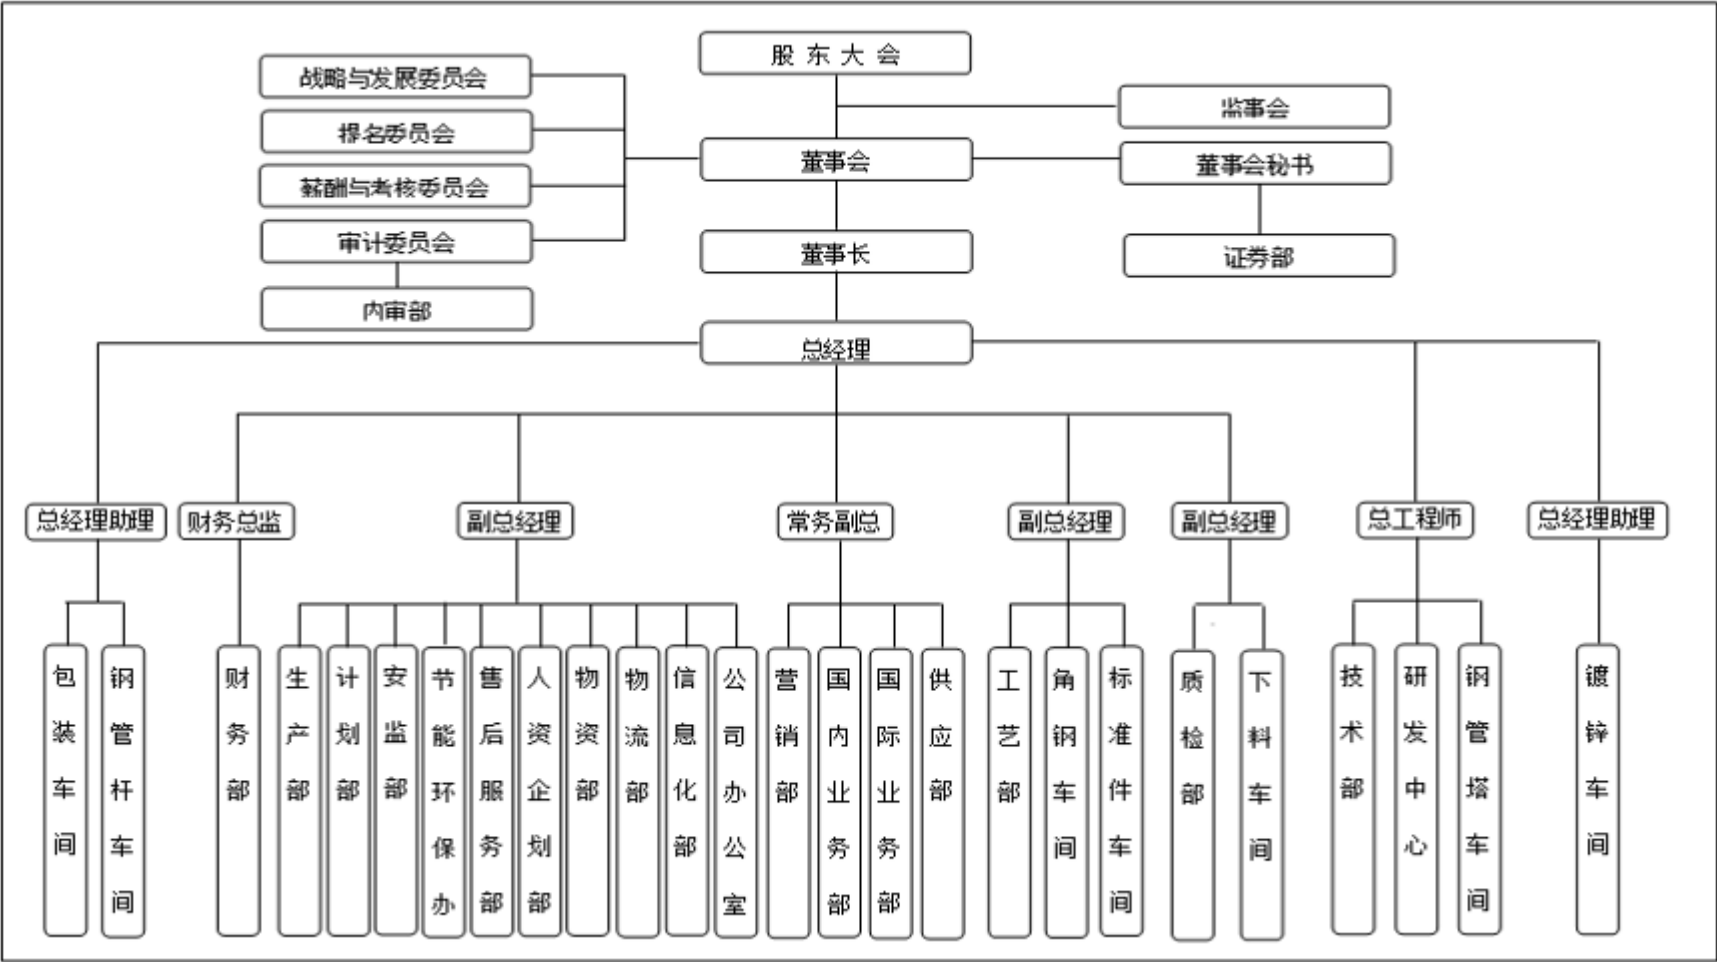 股东大会
战略与发展委员会
监事会
提名委员会
董事会
董事会秘书
薪酬与考核委员会
审计委员会
董事长
证券部
内审部
总经理
总经理助理
财务总监
副总经理
常务副总
副总经理
副总经理
总工程师
总经理助理
包装车间
钢管杆车间
财务部
生产部
计划部
安监部
节能环保办
售后服务部
人资企划部
物资部
物流部
信息化部
公司办公室
营销部
国内业务部
国际业务部
供应部
工艺部
角钢车间
标准件车间
质检部
下料车间
技术部
研发中心
钢管塔车间
镀锌车间